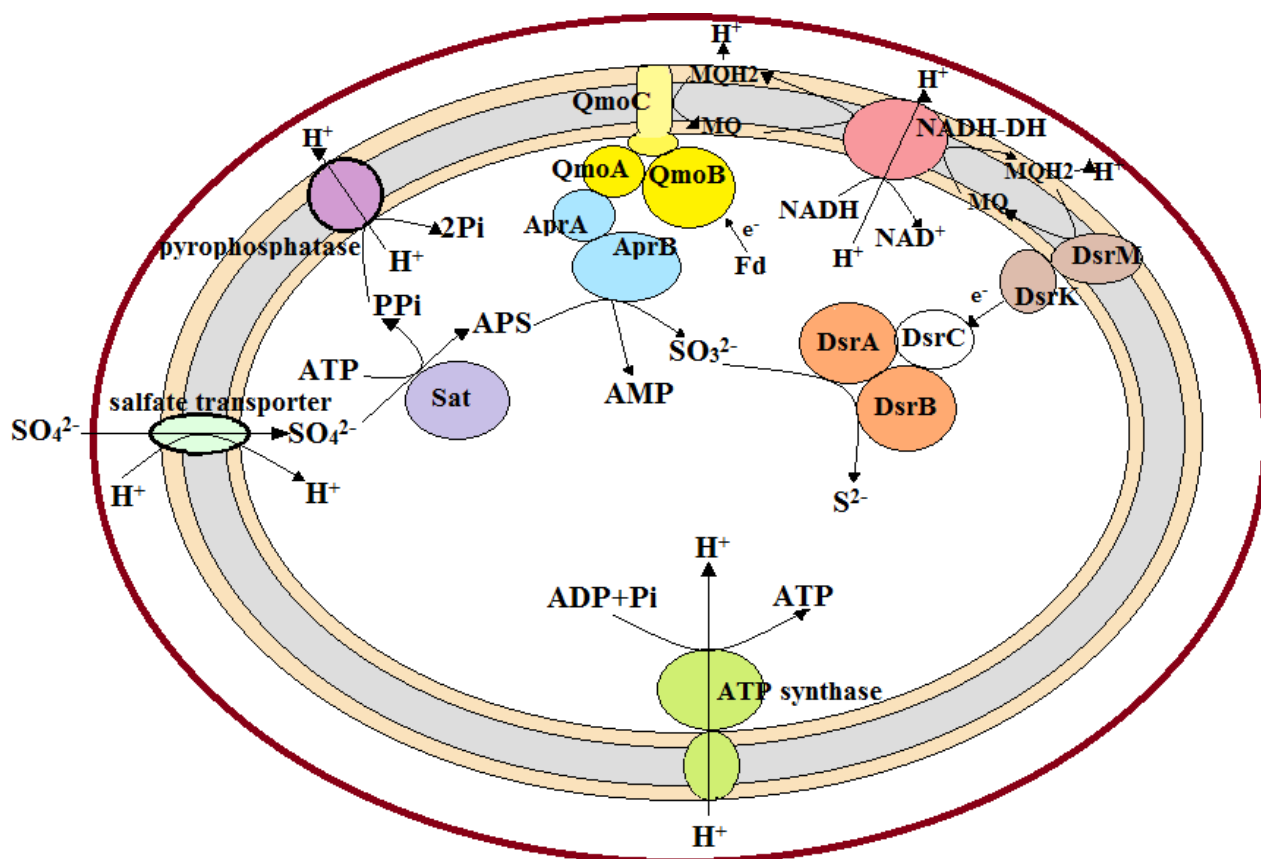 H⁺
MQH2
H⁺
QmoC
MQ
NADH-DH
H⁺
MQH2
H⁺
QmoA
QmoB
MQ
NADH
AprA
2Pi
e⁻
NAD⁺
pyrophosphatase
AprB
DsrM
H⁺
Fd
H⁺
DsrK
e⁻
PPi
APS
DsrA
DsrC
SO₃²⁻
ATP
AMP
Sat
DsrB
salfate transporter
SO₄²⁻
SO₄²⁻
H⁺
H⁺
S²⁻
H⁺
ADP+Pi
ATP
ATP synthase
H⁺